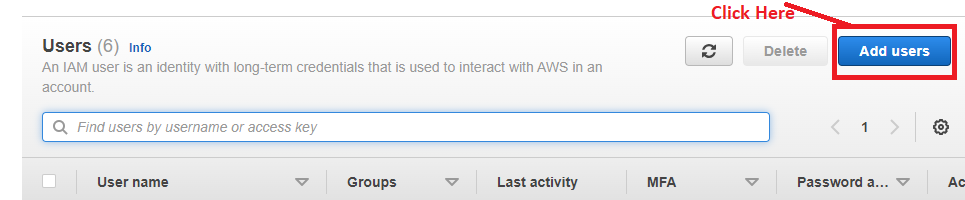 Click Here
Users (6) Info
Delete
Add users
An IAM user is an identity with long-term credentials that is used to interact with AWS in an
account.
Find users by username or access key
1
User name
Groups
Last activity
MFA
Password a...
Ac